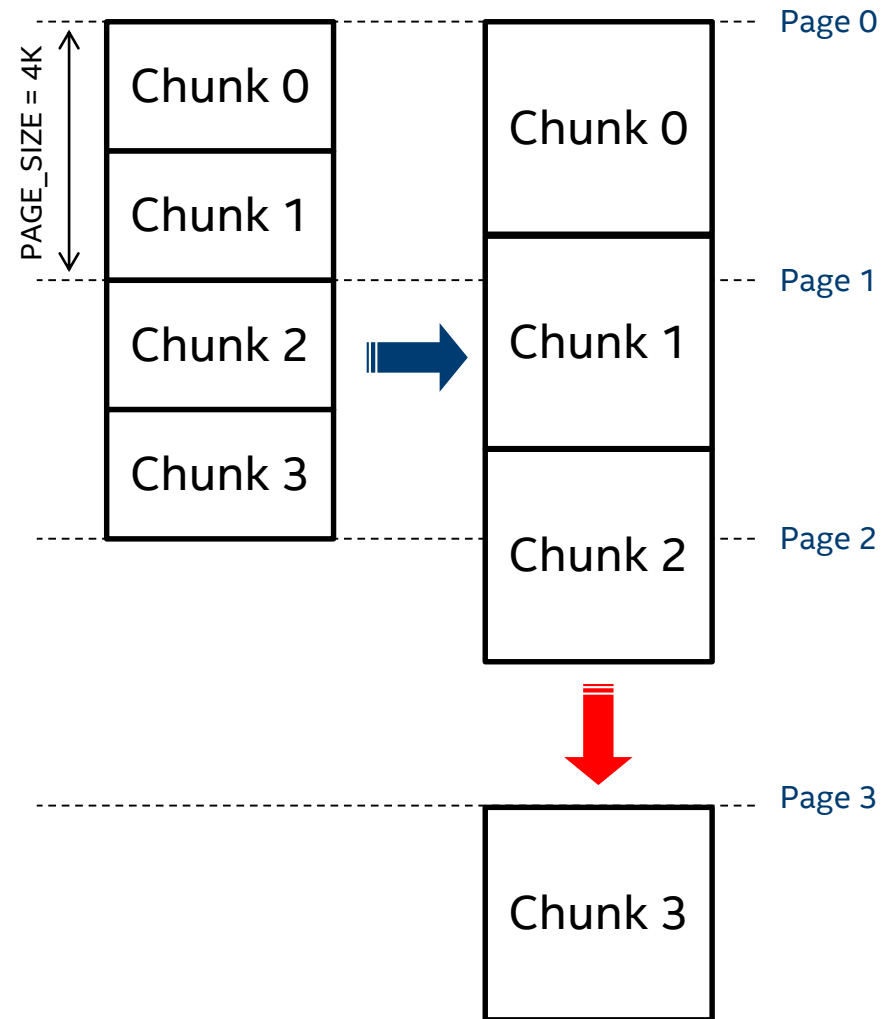 PAGE_SIZE = 4K
Chunk 0
Chunk 1
Chunk 2
Chunk 3
Chunk 0
Chunk 1
Chunk 2
Chunk 3
Page 0
Page 1
Page 2
Page 3